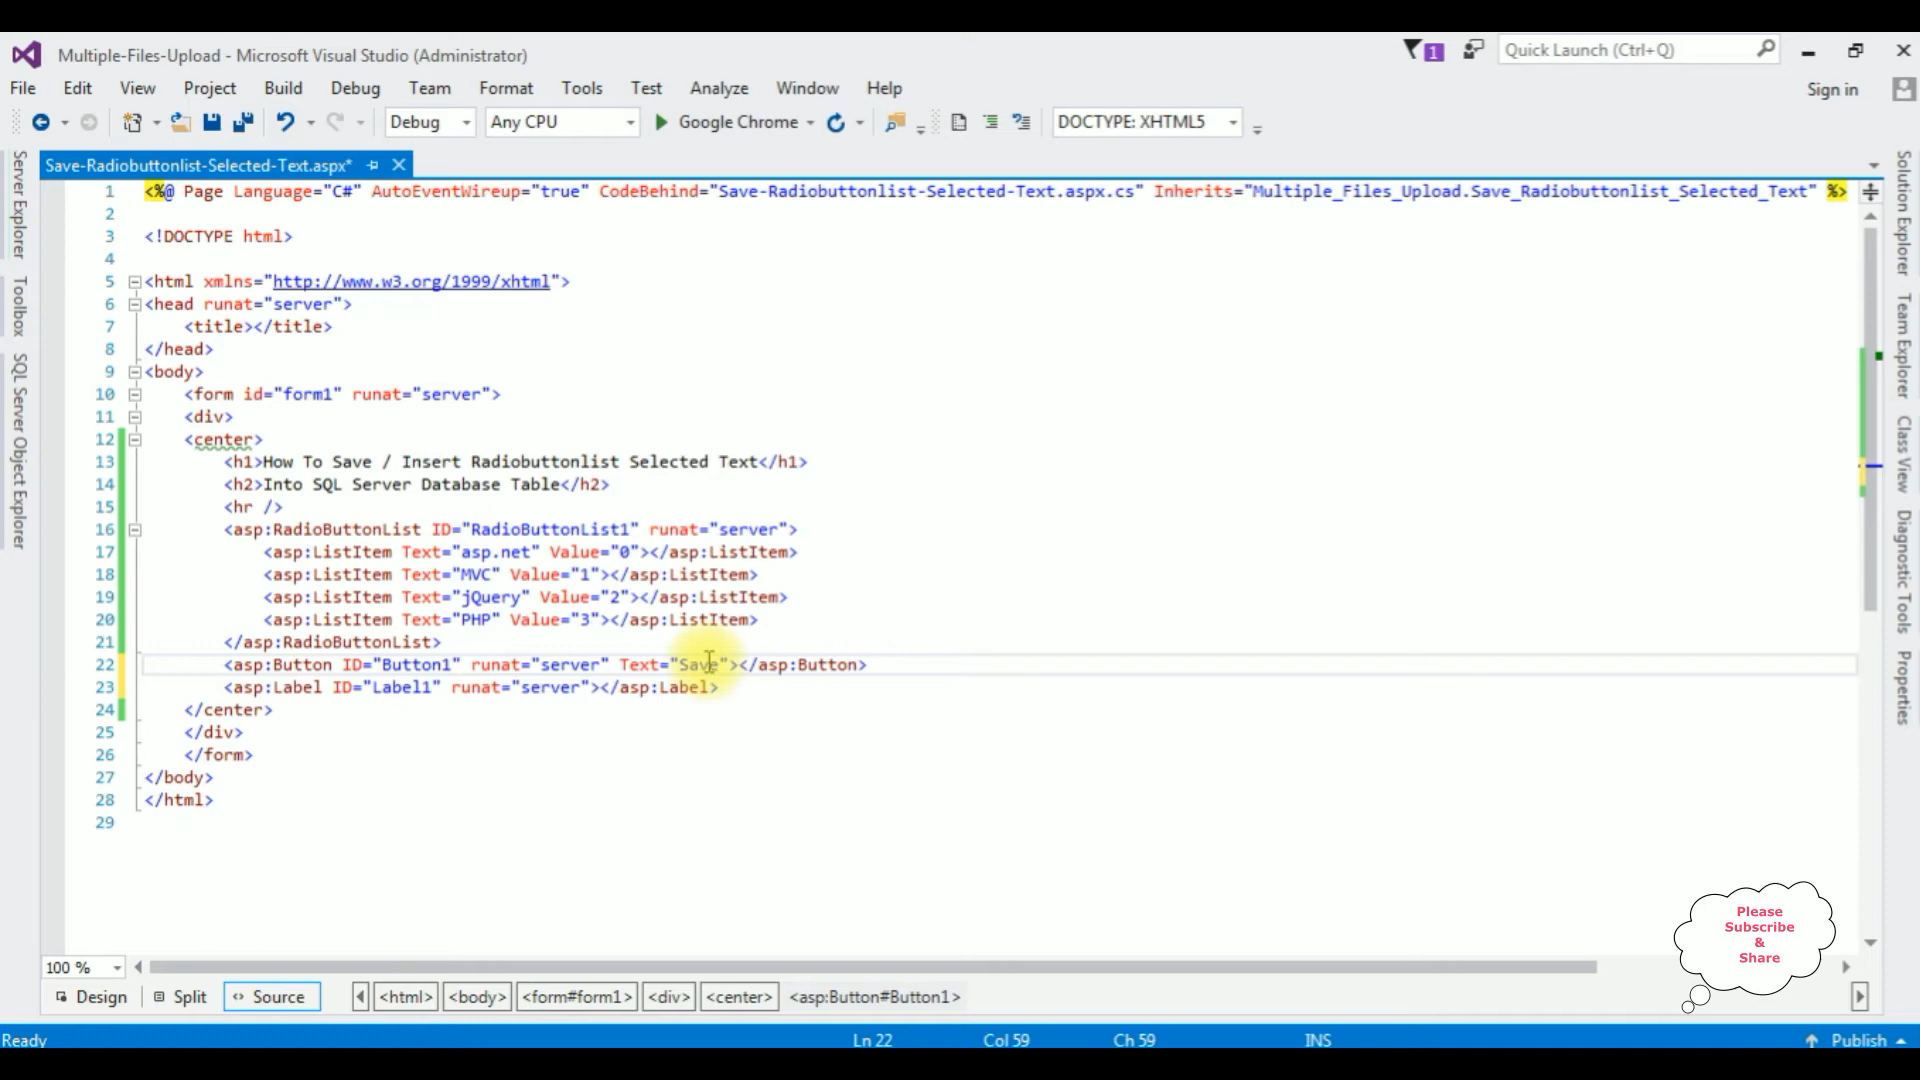 Multiple-Files-Upload - Microsoft Visual Studio (Administrator)
1
Quick Launch (Ctrl+Q)
File Edit View Project Build Debug Team Format Tools Test Analyze Window Help
Sign in
Debug Any CPU Google Chrome DOCTYPE: XHTML5
Save-Radiobuttonlist-Selected-Text.aspx*
Server Explorer
Toolbox
SQL Server Object Explorer
1 <%@ Page Language="C#" AutoEventWireup="true" CodeBehind="Save-Radiobuttonlist-Selected-Text.aspx.cs" Inherits="Multiple_Files_Upload.Save_Radiobuttonlist_Selected_Text" %>
2
3 <!DOCTYPE html>
4
5 <html xmlns="http://www.w3.org/1999/xhtml">
6 <head runat="server">
7 <title></title>
8 </head>
9 <body>
10 <form id="form1" runat="server">
11 <div>
12 <center>
13 <h1>How To Save / Insert Radiobuttonlist Selected Text</h1>
14 <h2>Into SQL Server Database Table</h2>
15 <hr />
16 <asp:RadioButtonList ID="RadioButtonList1" runat="server">
17 <asp:ListItem Text="asp.net" Value="0"></asp:ListItem>
18 <asp:ListItem Text="MVC" Value="1"></asp:ListItem>
19 <asp:ListItem Text="jQuery" Value="2"></asp:ListItem>
20 <asp:ListItem Text="PHP" Value="3"></asp:ListItem>
21 </asp:RadioButtonList>
22 <asp:Button ID="Button1" runat="server" Text="Save"></asp:Button>
23 <asp:Label ID="Label1" runat="server"></asp:Label>
24 </center>
25 </div>
26 </form>
27 </body>
28 </html>
29
Solution Explorer
Team Explorer
Class View
Diagnostic Tools
Properties
Please
Subscribe
&
Share
100 %
Design Split Source <html> <body> <form#form1> <div> <center> <asp:Button#Button1>
Ready Ln 22 Col 59 Ch 59 INS Publish